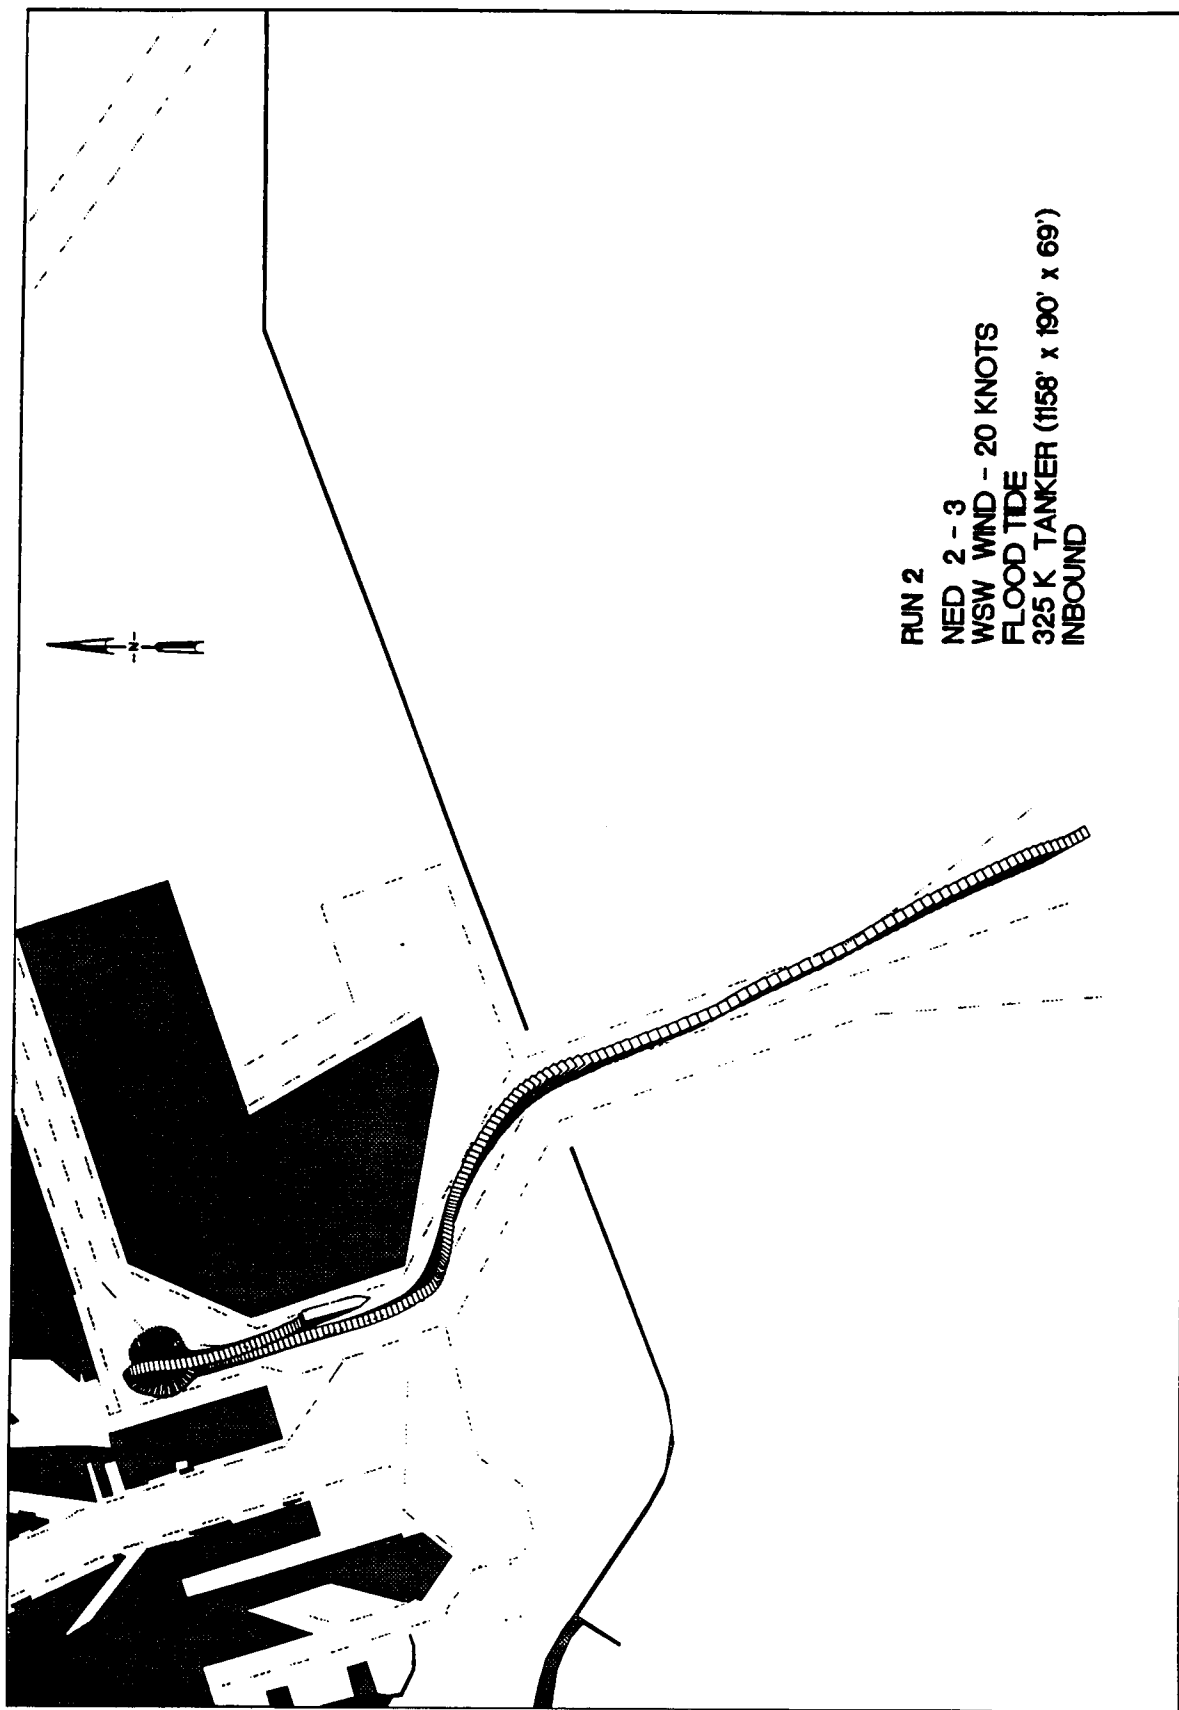 RUN 2
NED 2 - 3
WSW WIND - 20 KNOTS
FLOOD TIDE
325 K TANKER (1158' x 190' x 69')
INBOUND
-N-